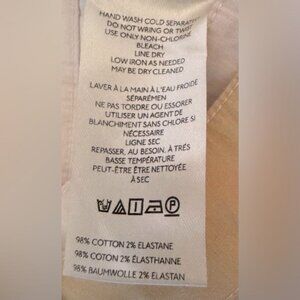 HAND WASH COLD SEPARATELY
DO NOT WRING OR TWIST
USE ONLY NON-CHLORINE
BLEACH
LINE DRY
LOW IRON AS NEEDED
MAY BE DRY CLEANED
LAVER À LA MAIN À L'EAU FROIDE
SÉPARÉMEN
NE PAS TORDRE OU ESSORER
UTILISER UN AGENT DE
BLANCHIMENT SANS CHLORE SI
NÉCESSAIRE
LIGNE SEC
REPASSER, AU BESOIN, À TRÉS
BASSE TEMPÉRATURE
PEUT-ÊTRE ÊTRE NETTOYÉE
À SEC
P
98% COTTON 2% ELASTANE
98% COTON 2% ÉLASTHANNE
98% BAUMWOLLE 2% ELASTAN